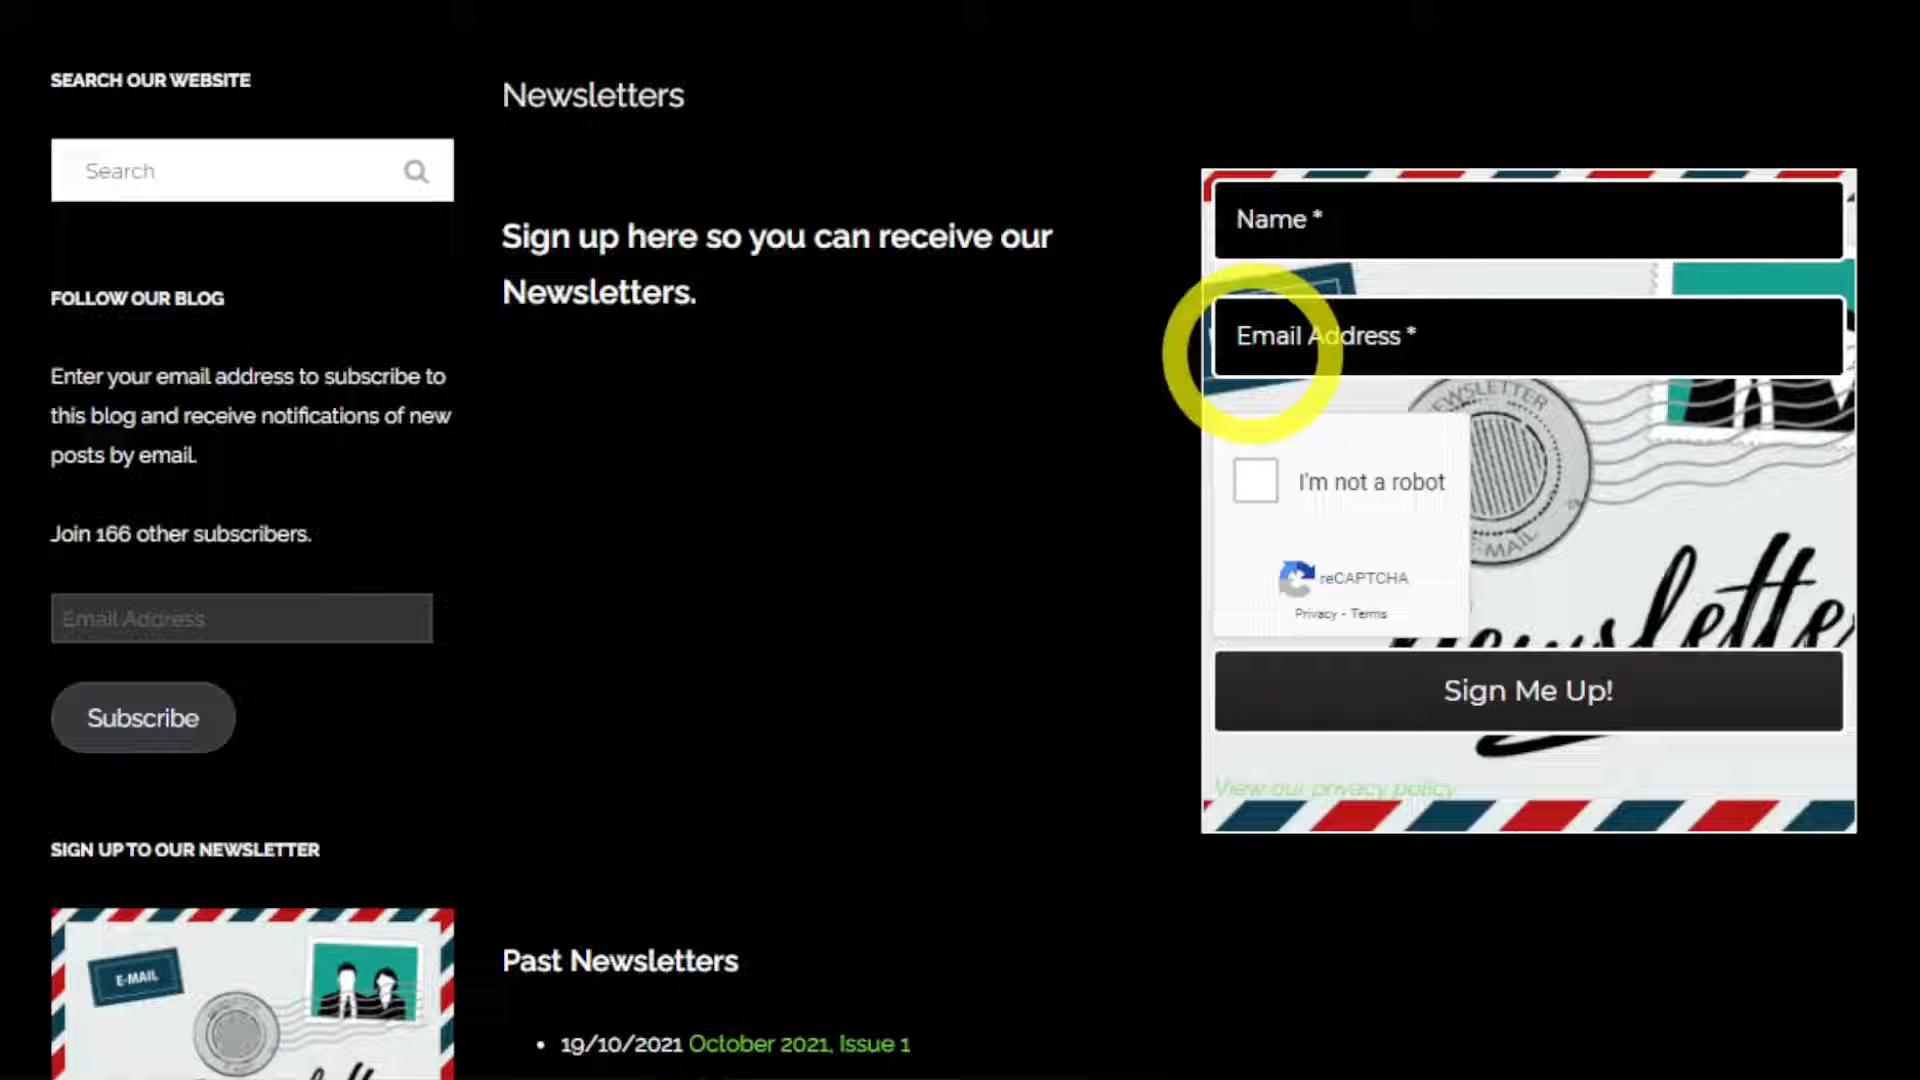 SEARCH OUR WEBSITE
Search
FOLLOW OUR BLOG
Enter your email address to subscribe to
this blog and receive notifications of new
posts by email.
Join 166 other subscribers.
Email Address
Subscribe
SIGN UP TO OUR NEWSLETTER
E-MAIL
Newsletters
Sign up here so you can receive our
Newsletters.
Past Newsletters
19/10/2021 October 2021, Issue 1
Name *
Email Address *
NEWSLETTER
E-MAIL
I'm not a robot
reCAPTCHA
Privacy - Terms
newslette
Sign Me Up!
View our privacy policy